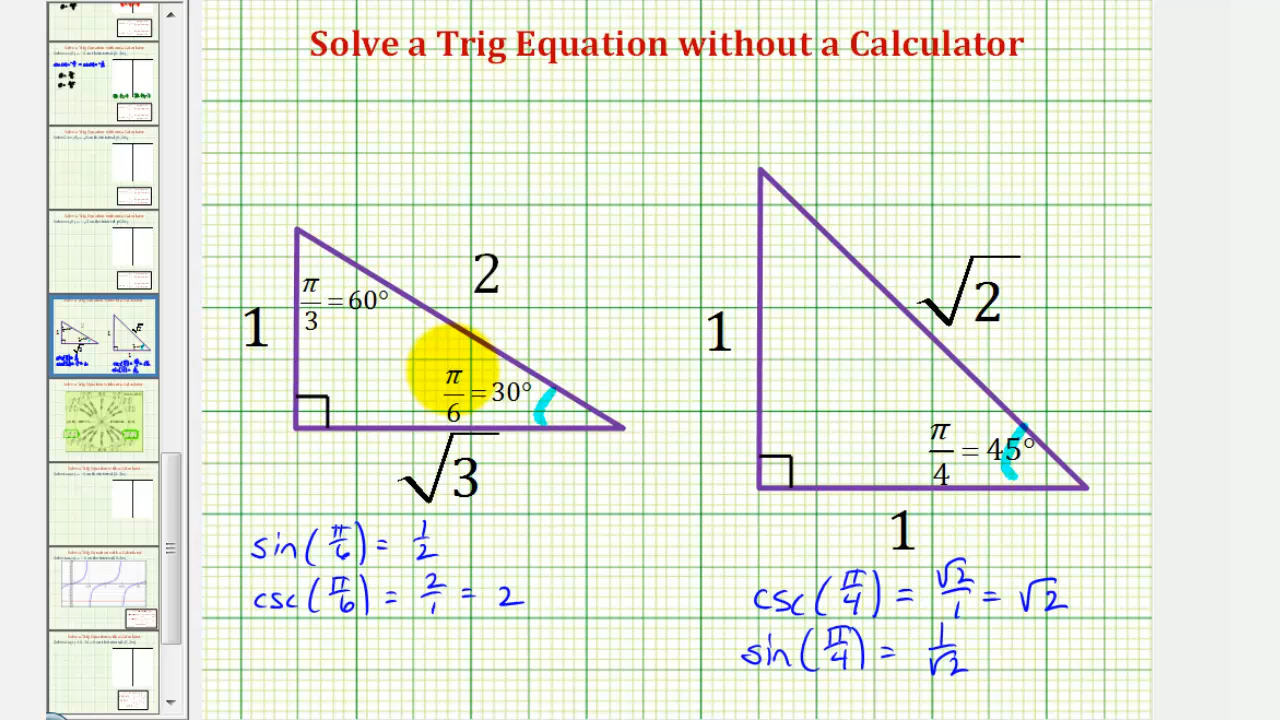 Solve a Trig Equation without a Calculator
2
π/3 = 60°
1
π/6 = 30°
√3
sin(π/6) = 1/2
csc(π/6) = 2/1 = 2
√2
1
π/4 = 45°
1
csc(π/4) = √2/1 = √2
sin(π/4) = 1/√2